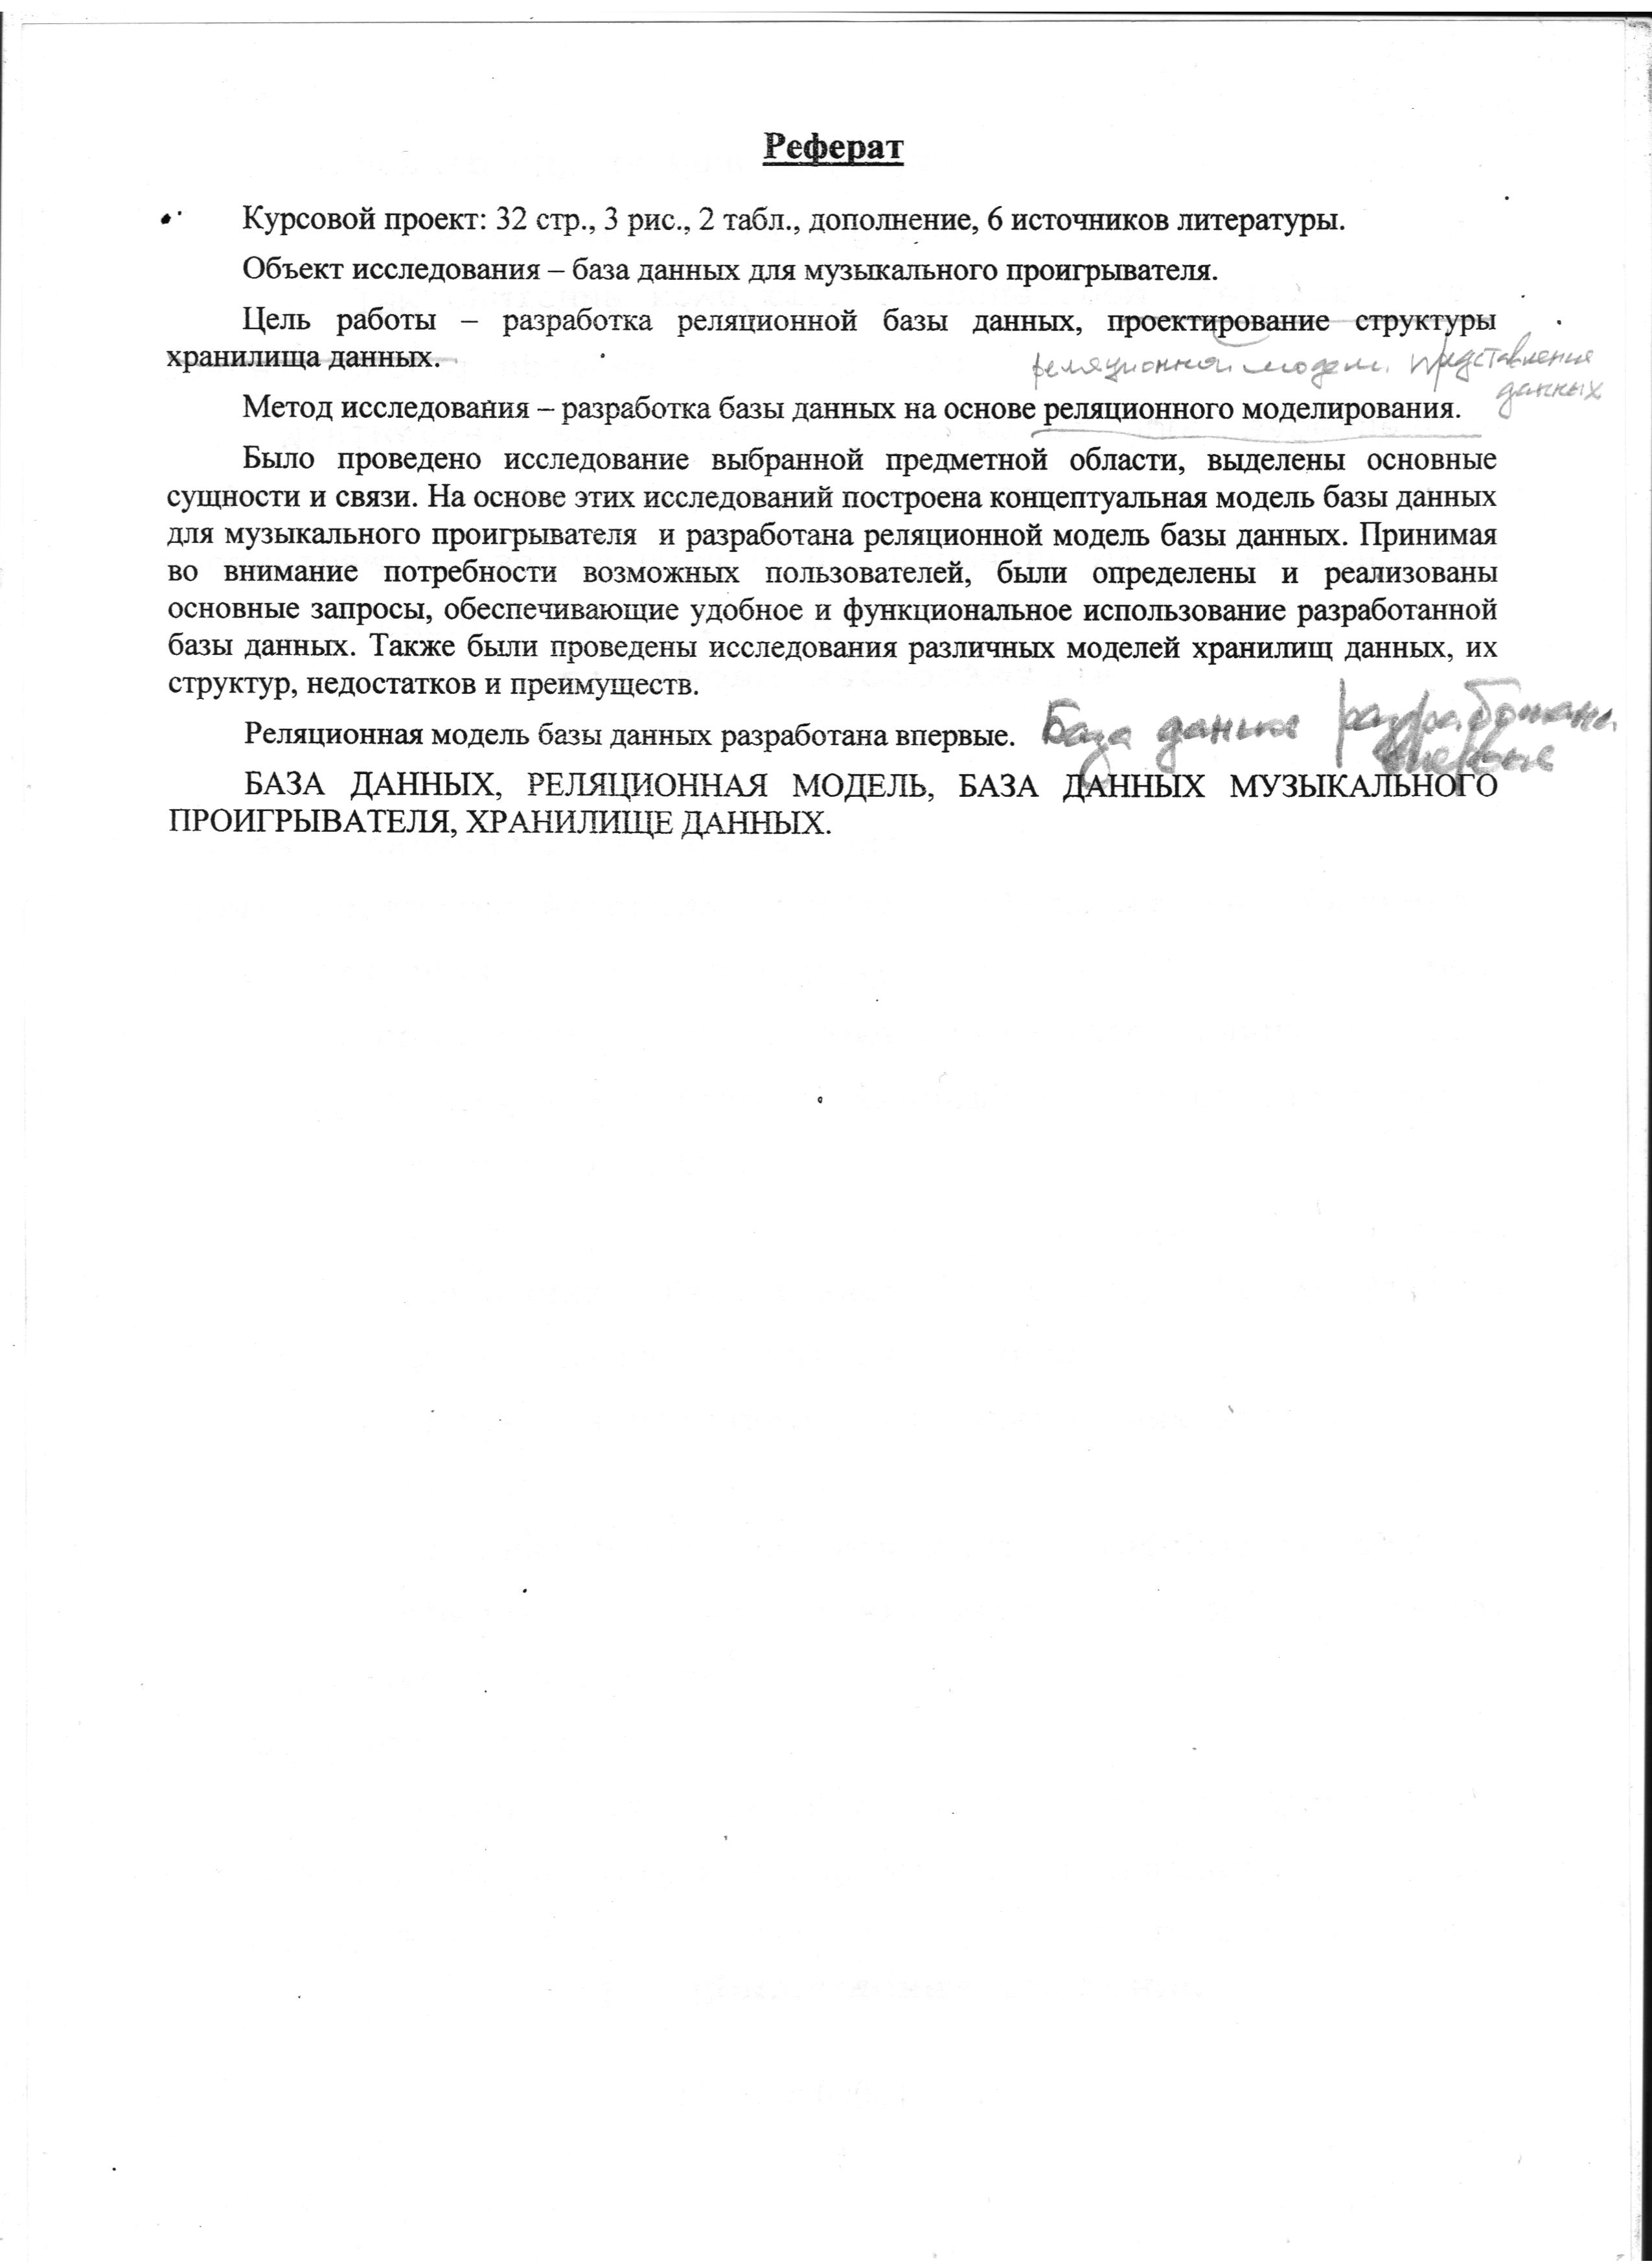 Реферат
Курсовой проект: 32 стр., 3 рис., 2 табл., дополнение, 6 источников литературы.
Объект исследования – база данных для музыкального проигрывателя.
Цель работы – разработка реляционной базы данных, проектирование структуры
хранилища данных.
реляционной модели представления
данных
Метод исследования – разработка базы данных на основе реляционного моделирования.
Было проведено исследование выбранной предметной области, выделены основные
сущности и связи. На основе этих исследований построена концептуальная модель базы данных
для музыкального проигрывателя и разработана реляционной модель базы данных. Принимая
во внимание потребности возможных пользователей, были определены и реализованы
основные запросы, обеспечивающие удобное и функциональное использование разработанной
базы данных. Также были проведены исследования различных моделей хранилищ данных, их
структур, недостатков и преимуществ.
Реляционная модель базы данных разработана впервые. База данных разработана
впервые
БАЗА ДАННЫХ, РЕЛЯЦИОННАЯ МОДЕЛЬ, БАЗА ДАННЫХ МУЗЫКАЛЬНОГО
ПРОИГРЫВАТЕЛЯ, ХРАНИЛИЩЕ ДАННЫХ.